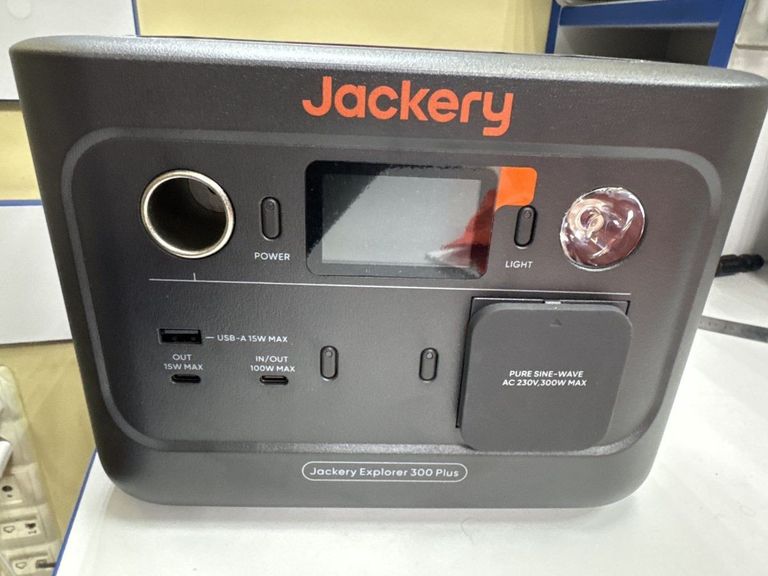 Jackery
POWER
LIGHT
USB-A 15W MAX
OUT
15W MAX
IN/OUT
100W MAX
PURE SINE-WAVE
AC 230V,300W MAX
Jackery Explorer 300 Plus